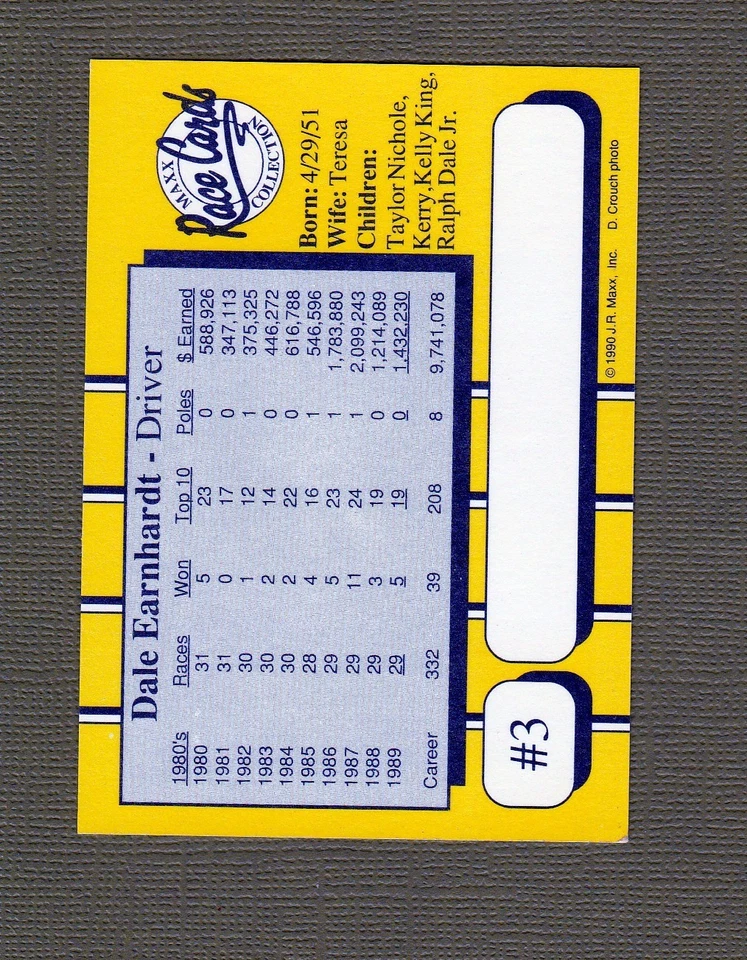 Dale Earnhardt - Driver
1980's Races Won Top 10 Poles $ Earned
1980 31 5 23 0 588,926
1981 31 0 17 0 347,113
1982 30 1 12 1 375,325
1983 30 2 14 0 446,272
1984 30 2 22 0 616,788
1985 28 4 16 1 546,596
1986 29 5 23 1 1,783,880
1987 29 11 24 1 2,099,243
1988 29 3 19 0 1,214,089
1989 29 5 19 0 1,432,230
Career 332 39 208 8 9,741,078
MAXX
Race Cards
COLLECTION
Born: 4/29/51
Wife: Teresa
Children:
Taylor Nichole,
Kerry,Kelly King,
Ralph Dale Jr.
#3
© 1990 J.R. Maxx, Inc. D. Crouch photo